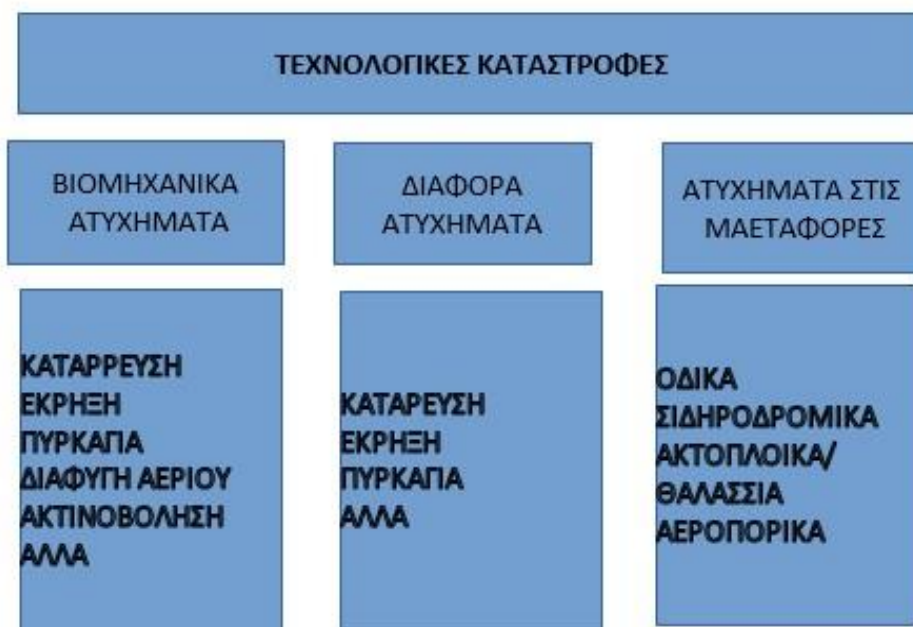 ΤΕΧΝΟΛΟΓΙΚΕΣ ΚΑΤΑΣΤΡΟΦΕΣ
ΒΙΟΜΗΧΑΝΙΚΑ
ΑΤΥΧΗΜΑΤΑ
ΚΑΤΑΡΡΕΥΣΗ
ΕΚΡΗΞΗ
ΠΥΡΚΑΓΙΑ
ΔΙΑΦΥΓΗ ΑΕΡΙΟΥ
ΑΚΤΙΝΟΒΟΛΗΣΗ
ΑΛΛΑ
ΔΙΑΦΟΡΑ
ΑΤΥΧΗΜΑΤΑ
ΚΑΤΑΡΕΥΣΗ
ΕΚΡΗΞΗ
ΠΥΡΚΑΓΙΑ
ΑΛΛΑ
ΑΤΥΧΗΜΑΤΑ ΣΤΙΣ
ΜΑΕΤΑΦΟΡΕΣ
ΟΔΙΚΑ
ΣΙΔΗΡΟΔΡΟΜΙΚΑ
ΑΚΤΟΠΛΟΙΚΑ/
ΘΑΛΑΣΣΙΑ
ΑΕΡΟΠΟΡΙΚΑ